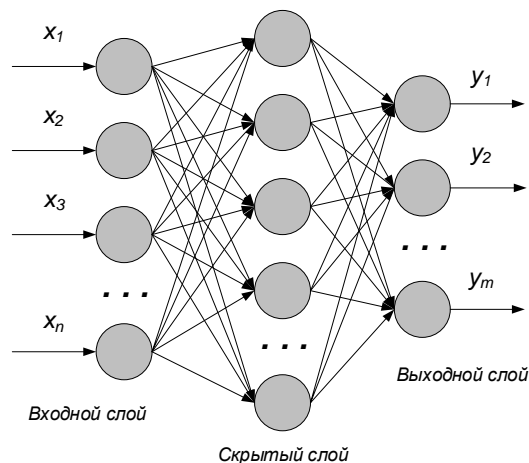 x1
x2
x3
. . .
xn
y1
y2
. . .
ym
. . .
Входной слой
Скрытый слой
Выходной слой